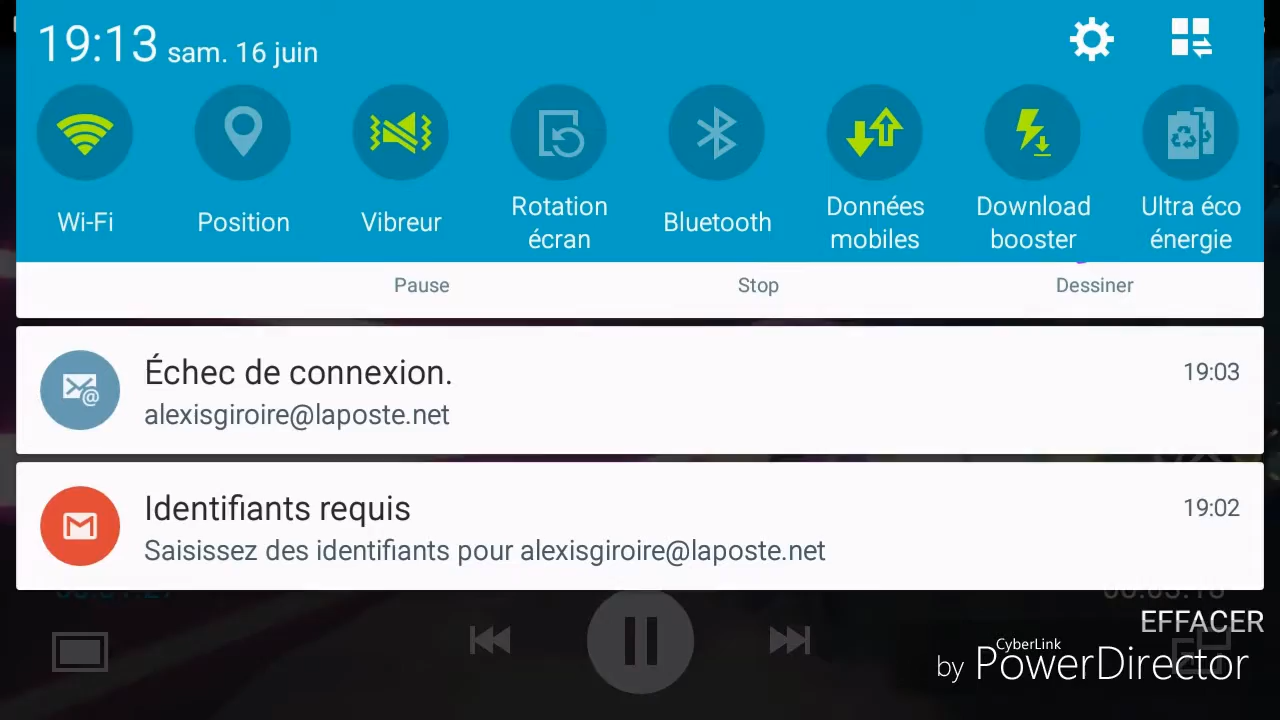 19:13 sam. 16 juin
Wi-Fi
Position
Vibreur
Rotation
écran
Bluetooth
Données
mobiles
Download
booster
Ultra éco
énergie
Pause
Stop
Dessiner
Échec de connexion.
19:03
alexisgiroire@laposte.net
Identifiants requis
19:02
Saisissez des identifiants pour alexisgiroire@laposte.net
EFFACER
CyberLink
by PowerDirector